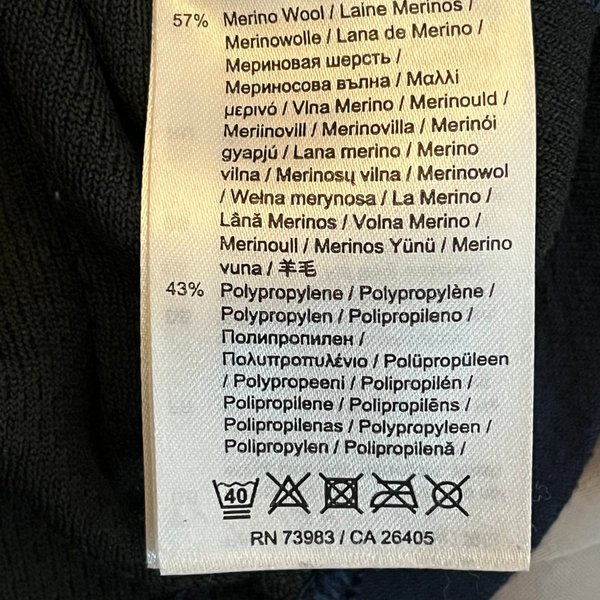 57% Merino Wool / Laine Merinos /
Merinowolle / Lana de Merino /
Мериновая шерсть /
Мериносова вълна / Μαλλί
μερινό / Vlna Merino / Merinould /
Meriinovill / Merinovilla / Merinói
gyapjú / Lana merino / Merino
vilna / Merinosų vilna / Merinowol
/ Wełna merynosa / La Merino /
Lână Merinos / Volna Merino /
Merinoull / Merinos Yünü / Merino
vuna / 羊毛
43% Polypropylene / Polypropylène /
Polypropylen / Polipropileno /
Полипропилен /
Πολυπροπυλένιο / Polüpropüleen
/ Polypropeeni / Polipropilén /
Polipropilene / Polipropilēns /
Polipropilenas / Polypropyleen /
Polipropylen / Polipropilenă /
40
RN 73983 / CA 26405